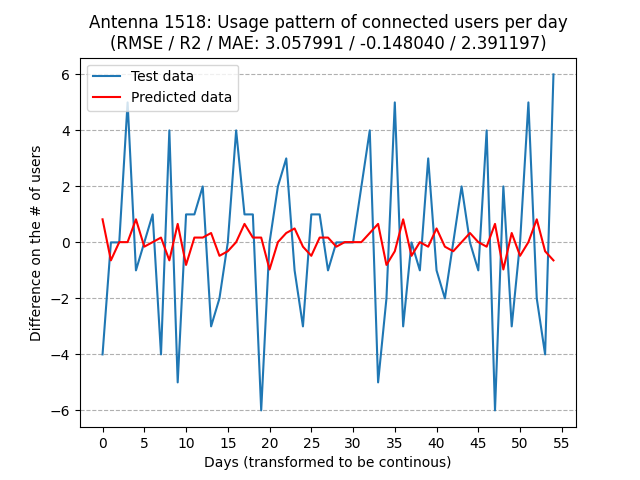 Antenna 1518: Usage pattern of connected users per day
(RMSE / R2 / MAE: 3.057991 / -0.148040 / 2.391197)
Test data
Predicted data
Difference on the # of users
6
4
2
0
−2
−4
−6
0 5 10 15 20 25 30 35 40 45 50 55
Days (transformed to be continous)